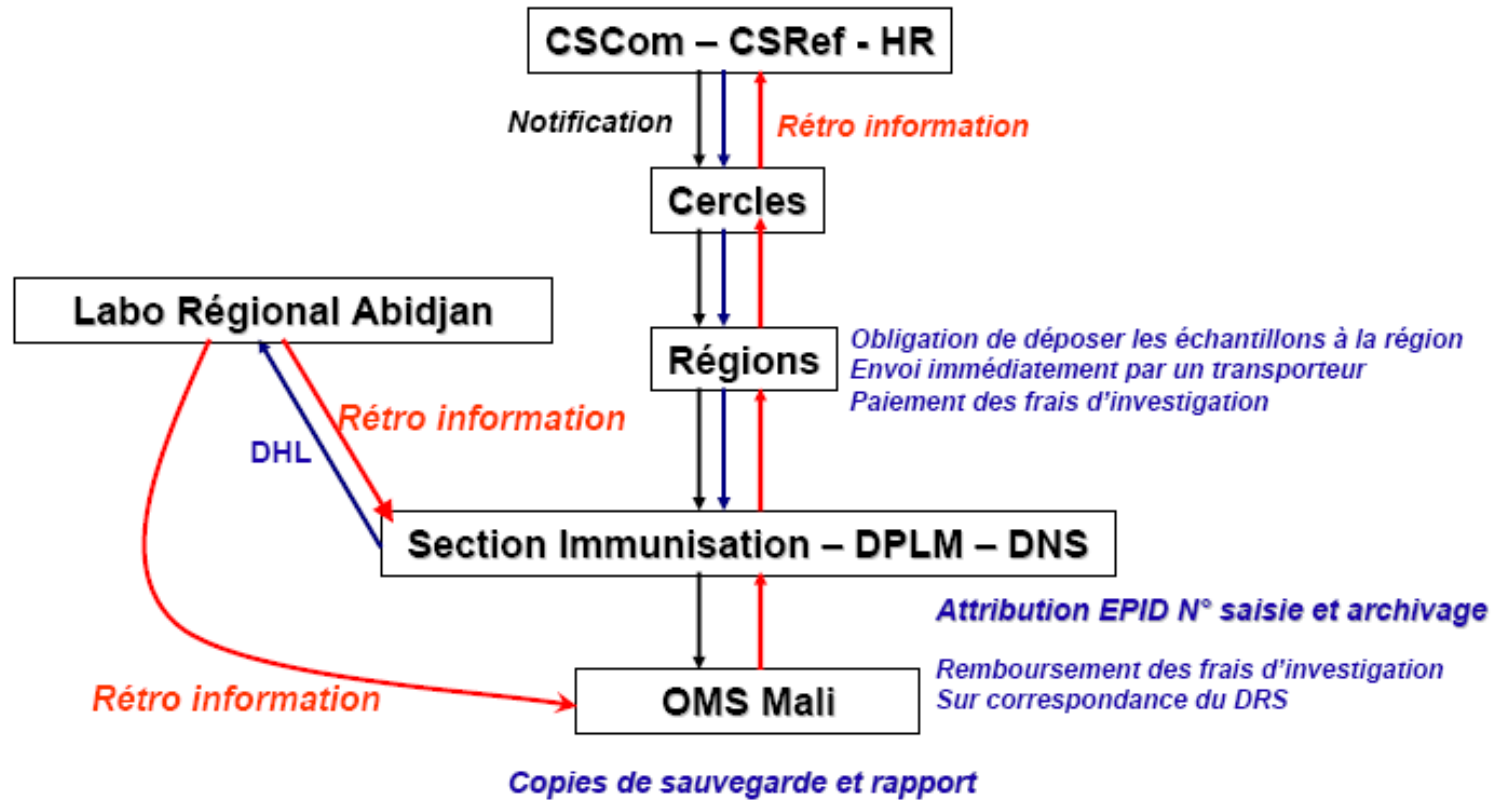 CSCom – CSRef - HR
Notification
Rétro information
Cercles
Labo Régional Abidjan
Régions
Obligation de déposer les échantillons à la région
Envoi immédiatement par un transporteur
Paiement des frais d’investigation
Rétro information
DHL
Section Immunisation – DPLM – DNS
Attribution EPID N° saisie et archivage
Remboursement des frais d’investigation
Sur correspondance du DRS
Rétro information
OMS Mali
Copies de sauvegarde et rapport